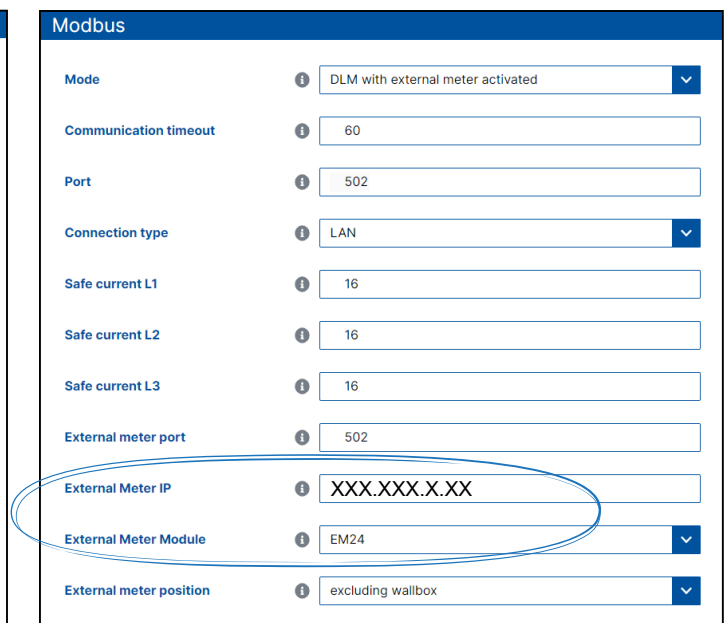 Modbus
Mode DLM with external meter activated
Communication timeout 60
Port 502
Connection type LAN
Safe current L1 16
Safe current L2 16
Safe current L3 16
External meter port 502
External Meter IP XXX.XXX.X.XX
External Meter Module EM24
External meter position excluding wallbox